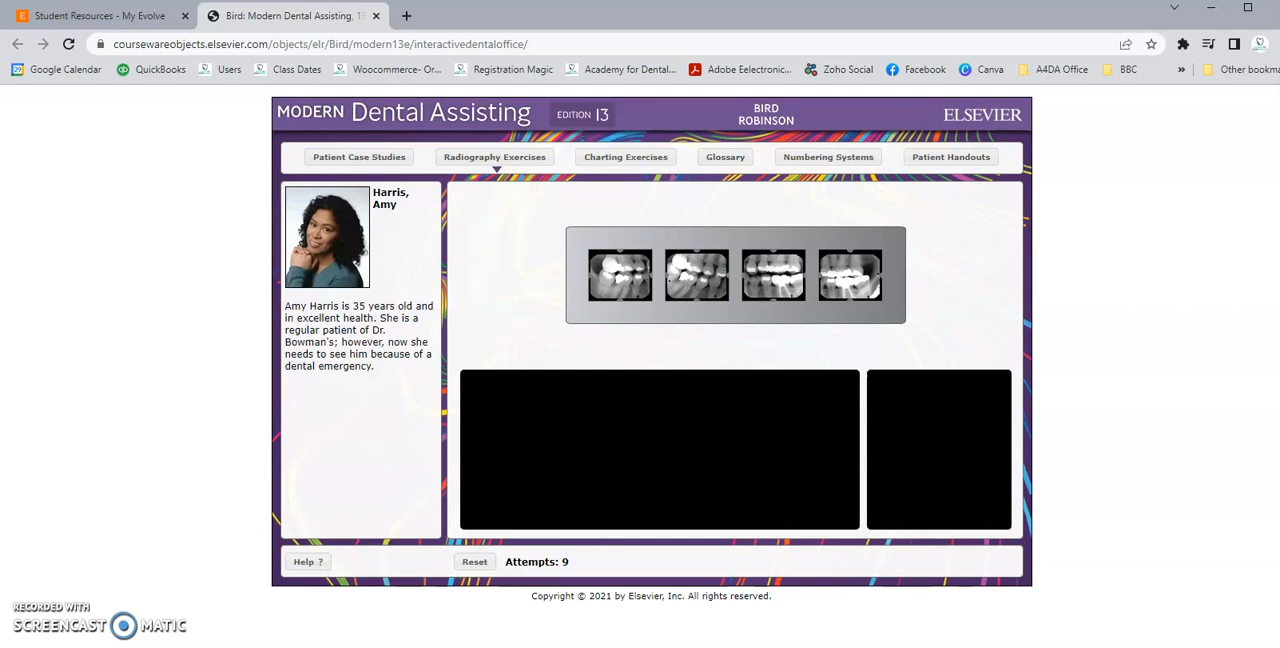 Student Resources - My Evolve
Bird: Modern Dental Assisting, 1
coursewareobjects.elsevier.com/objects/elr/Bird/modern13e/interactivedentaloffice/
Google Calendar QuickBooks Users Class Dates Woocommerce- Or... Registration Magic Academy for Dental... Adobe Eelectronic... Zoho Social Facebook Canva A4DA Office BBC » Other bookma
MODERN Dental Assisting EDITION 13
BIRD
ROBINSON
ELSEVIER
Patient Case Studies Radiography Exercises Charting Exercises Glossary Numbering Systems Patient Handouts
Harris,
Amy
Amy Harris is 35 years old and
in excellent health. She is a
regular patient of Dr.
Bowman's; however, now she
needs to see him because of a
dental emergency.
Help ? Reset Attempts: 9
Copyright © 2021 by Elsevier, Inc. All rights reserved.
RECORDED WITH
SCREENCAST MATIC